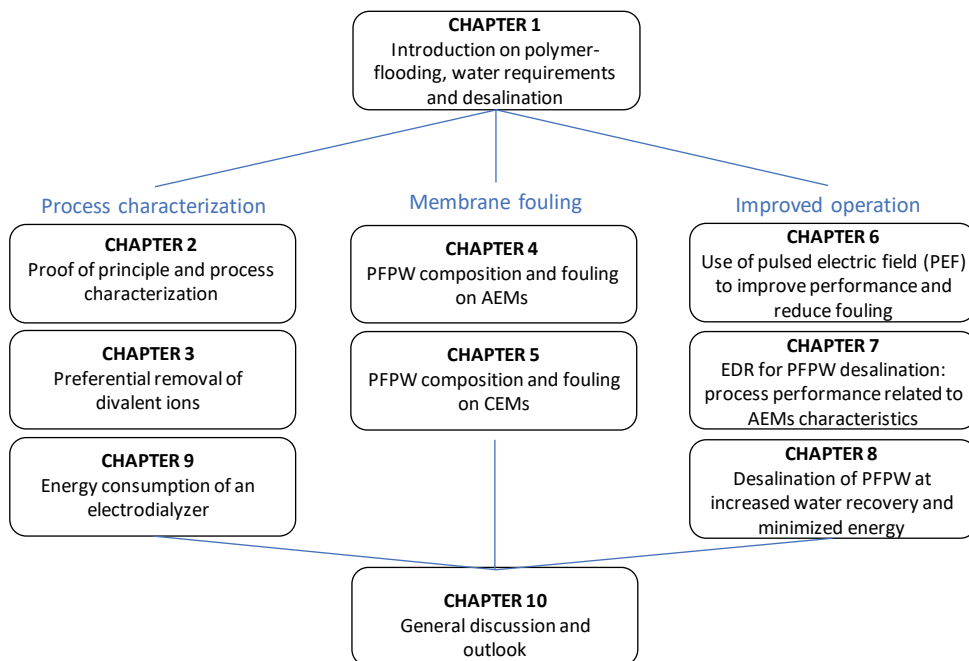 CHAPTER 1
Introduction on polymer-
flooding, water requirements
and desalination
Process characterization
CHAPTER 2
Proof of principle and process
characterization
CHAPTER 3
Preferential removal of
divalent ions
CHAPTER 9
Energy consumption of an
electrodialyzer
Membrane fouling
CHAPTER 4
PFPW composition and fouling
on AEMs
CHAPTER 5
PFPW composition and fouling
on CEMs
Improved operation
CHAPTER 6
Use of pulsed electric field (PEF)
to improve performance and
reduce fouling
CHAPTER 7
EDR for PFPW desalination:
process performance related to
AEMs characteristics
CHAPTER 8
Desalination of PFPW at
increased water recovery and
minimized energy
CHAPTER 10
General discussion and
outlook